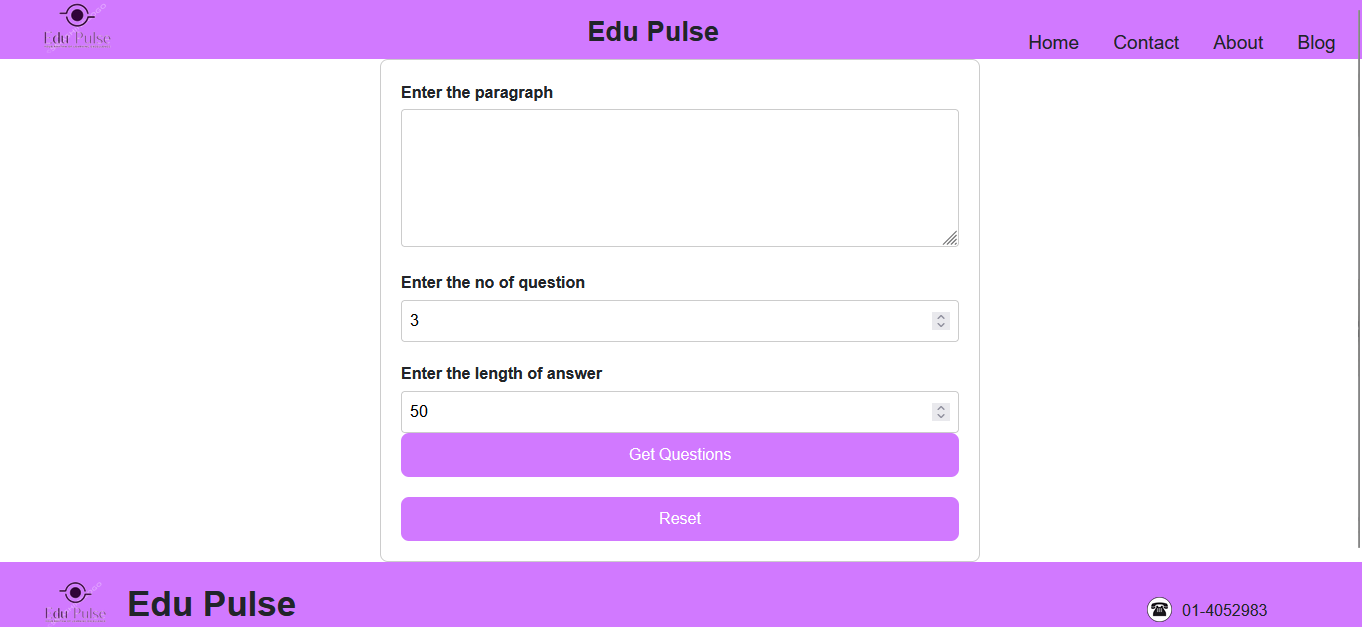 Edu Pulse
Edu Pulse
Home Contact About Blog
Enter the paragraph
Enter the no of question
3
Enter the length of answer
50
Get Questions
Reset
Edu Pulse
Edu Pulse
01-4052983